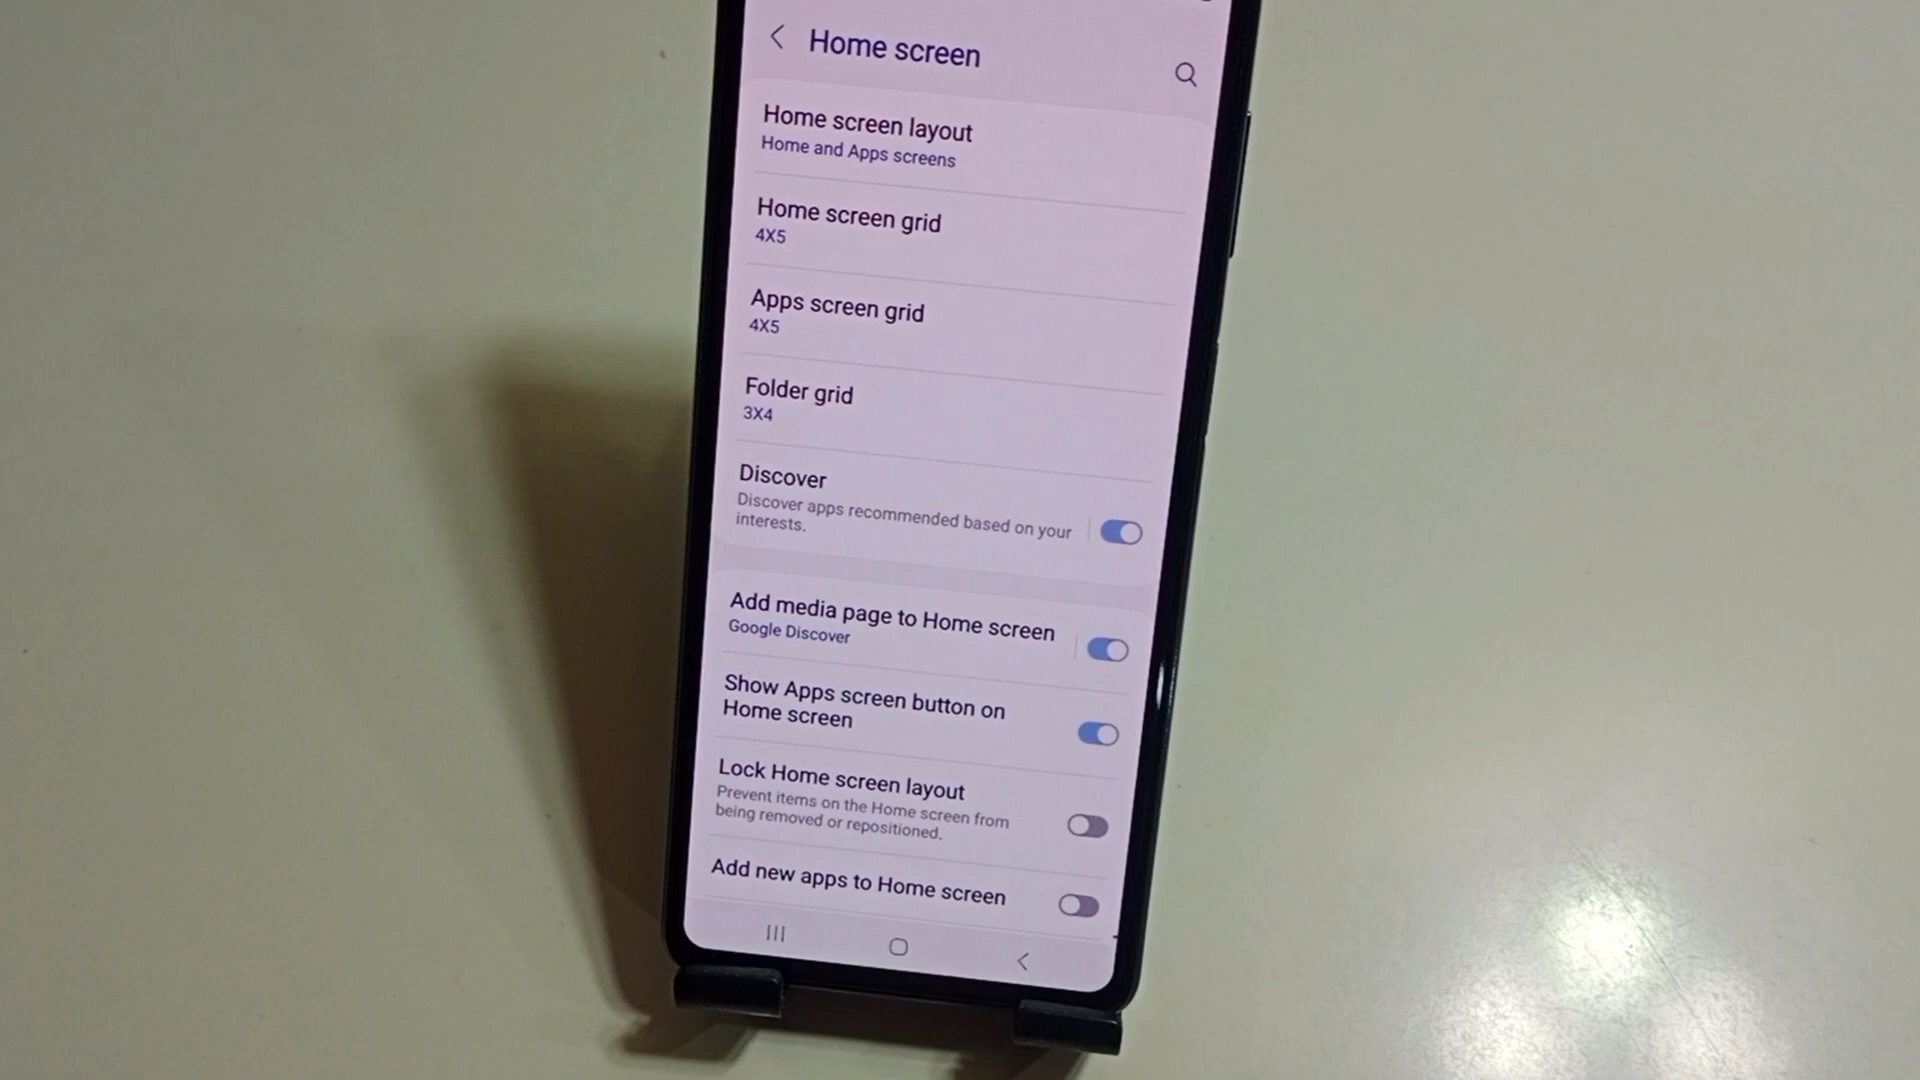 Home screen
Home screen layout
Home and Apps screens
Home screen grid
4X5
Apps screen grid
4X5
Folder grid
3X4
Discover
Discover apps recommended based on your
interests.
Add media page to Home screen
Google Discover
Show Apps screen button on
Home screen
Lock Home screen layout
Prevent items on the Home screen from
being removed or repositioned.
Add new apps to Home screen